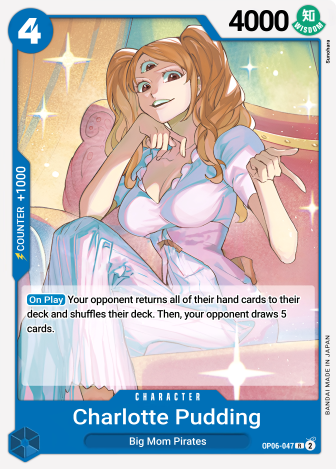 4
4000
知
WISDOM
Sunohara
COUNTER +1000
On Play Your opponent returns all of their hand cards to their
deck and shuffles their deck. Then, your opponent draws 5
cards.
BANDAI MADE IN JAPAN
CHARACTER
Charlotte Pudding
Big Mom Pirates
OP06-047 R 2